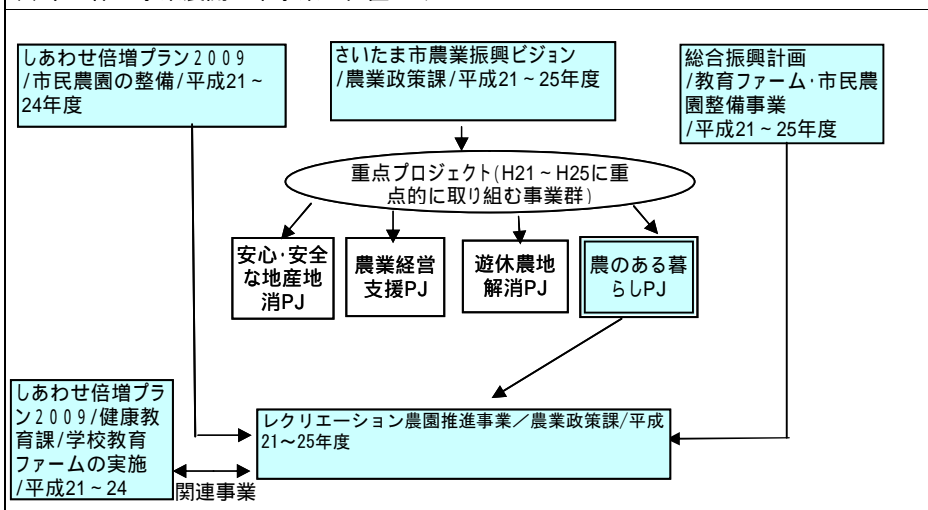 しあわせ倍増プラン2009
/市民農園の整備/平成21～
24年度
さいたま市農業振興ビジョン
/農業政策課/平成21～25年度
総合振興計画
/教育ファーム・市民農
園整備事業
/平成21～25年度
重点プロジェクト(H21～H25に重
点的に取り組む事業群)
安心・安全
な地産地
消PJ
農業経営
支援PJ
遊休農地
解消PJ
農のある暮
らしPJ
しあわせ倍増プラ
ン2009/健康教
育課/学校教育
ファームの実施
/平成21～24
関連事業
レクリエーション農園推進事業／農業政策課/平成
21～25年度